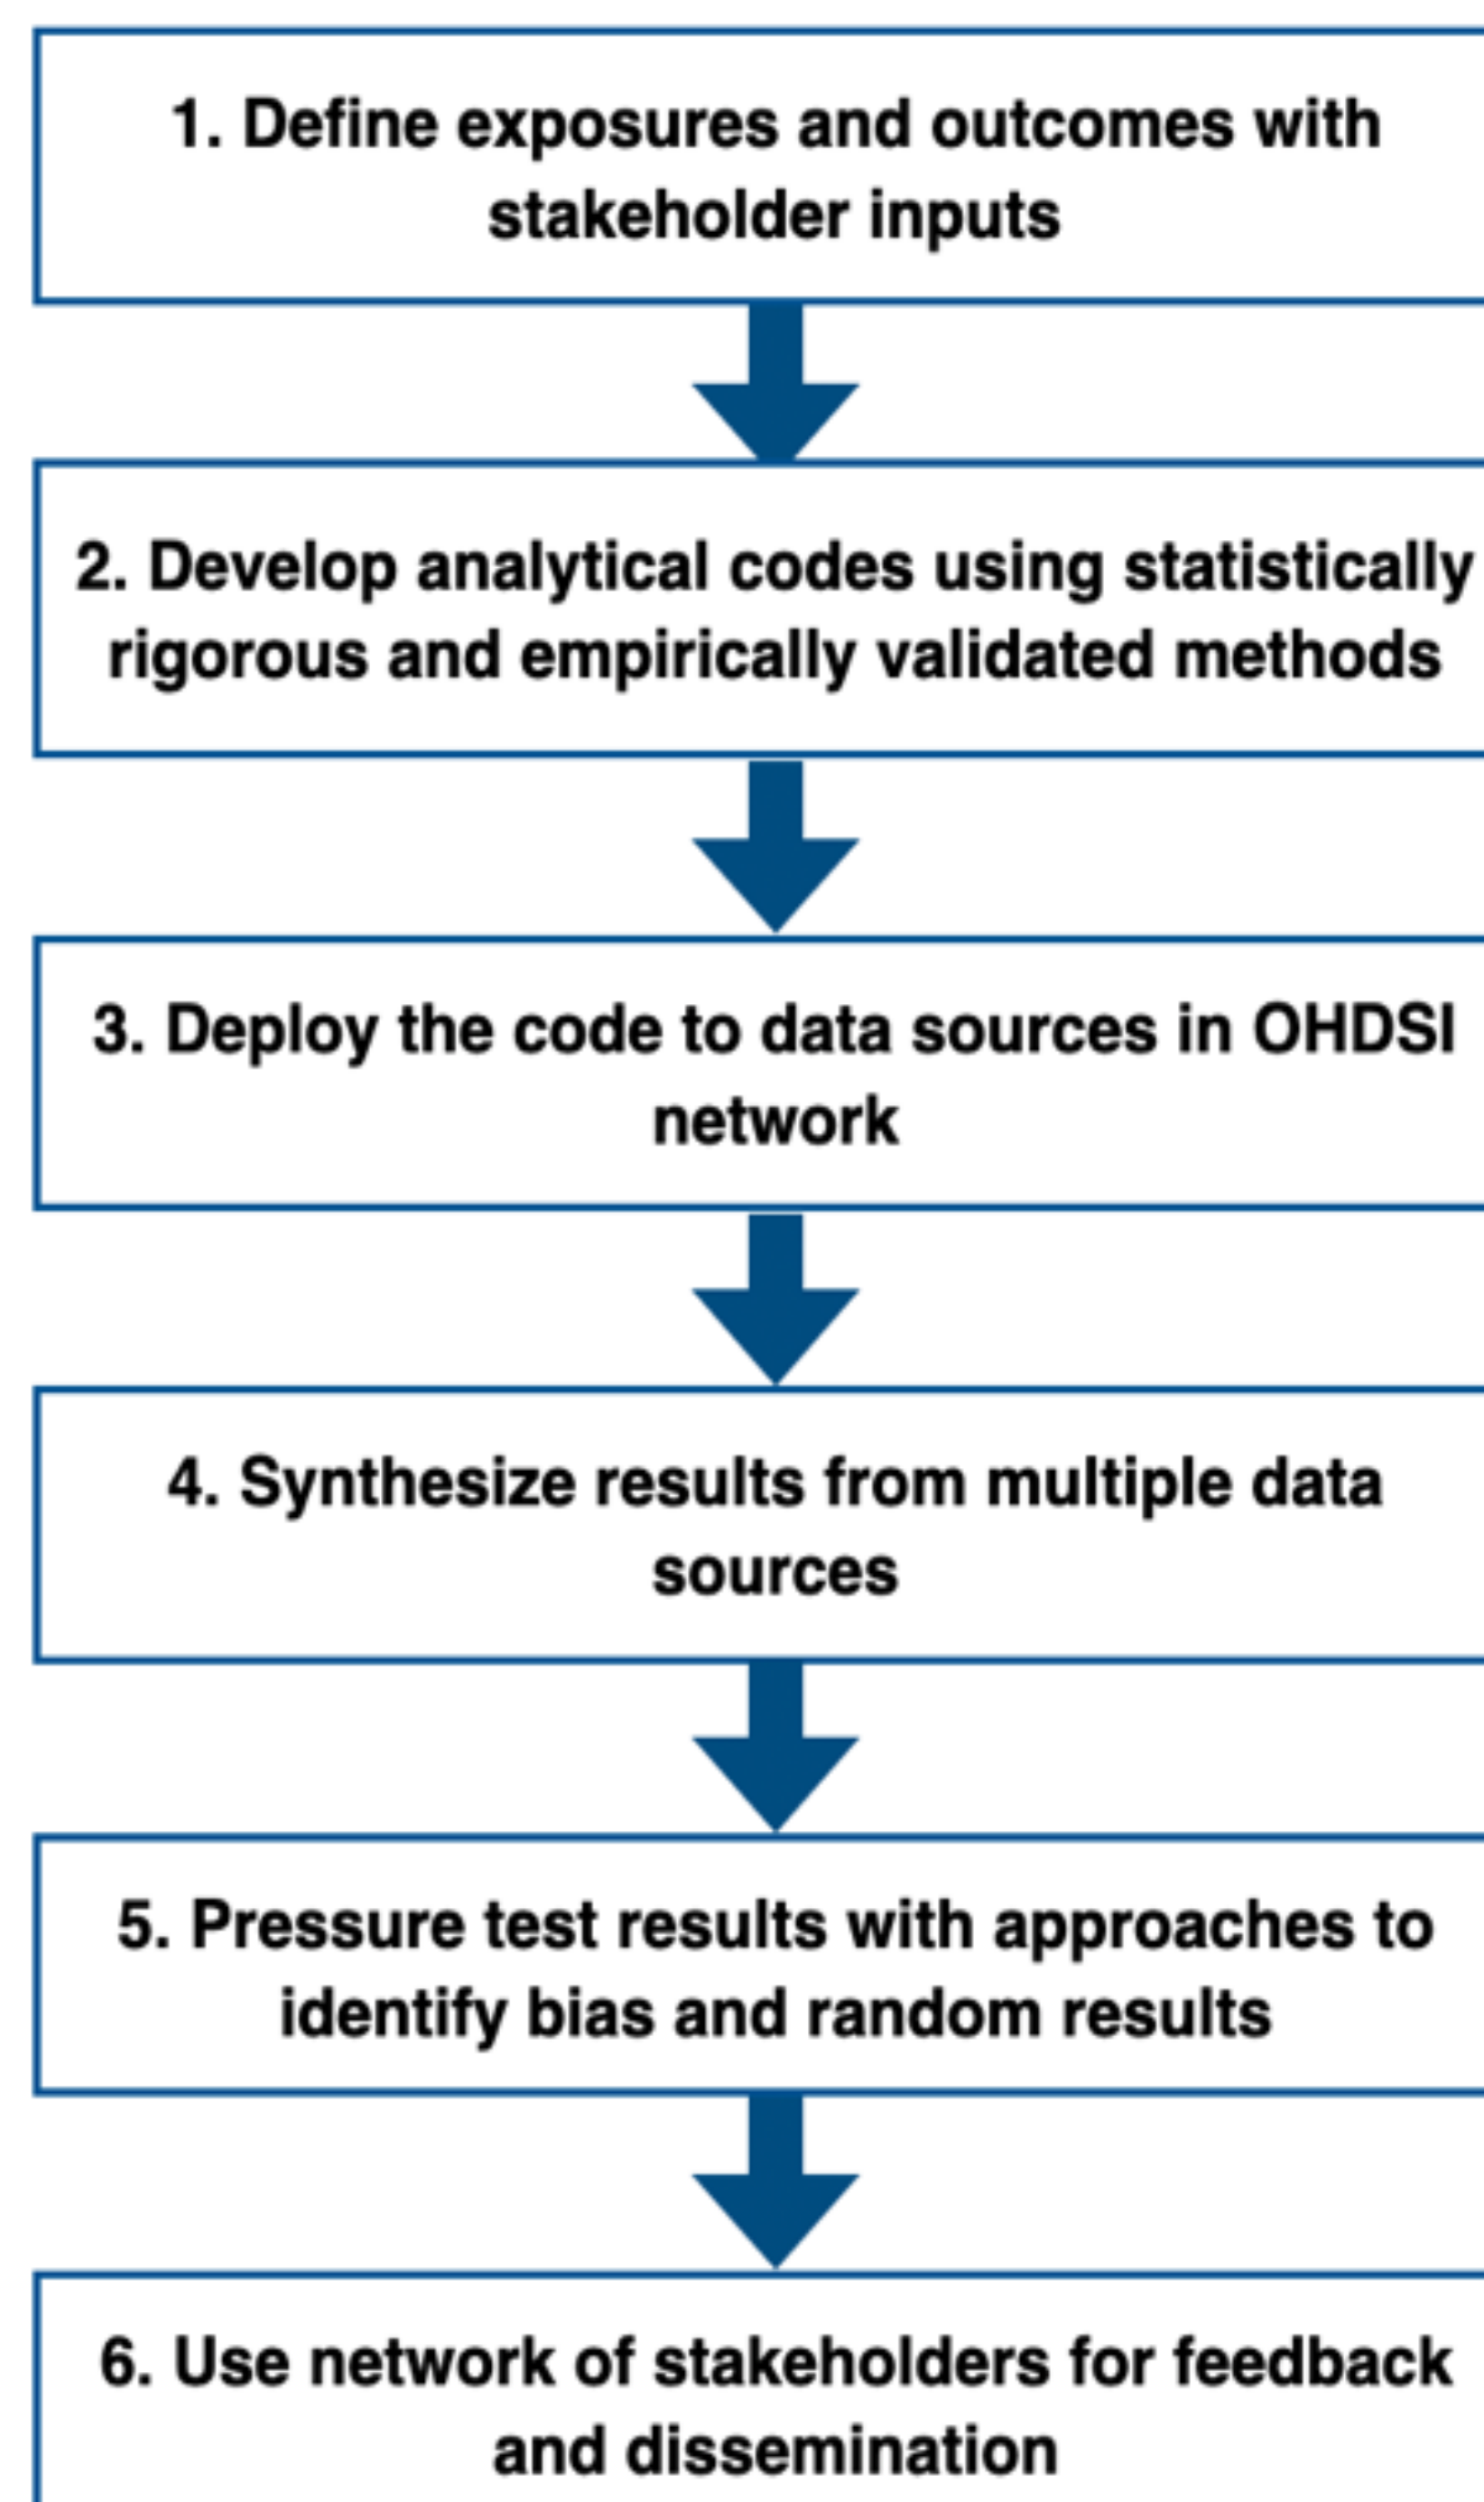 1. Define exposures and outcomes with
stakeholder inputs
2. Develop analytical codes using statistically
rigorous and empirically validated methods
3. Deploy the code to data sources in OHDSI
network
4. Synthesize results from multiple data
sources
5. Pressure test results with approaches to
identify bias and random results
6. Use network of stakeholders for feedback
and dissemination